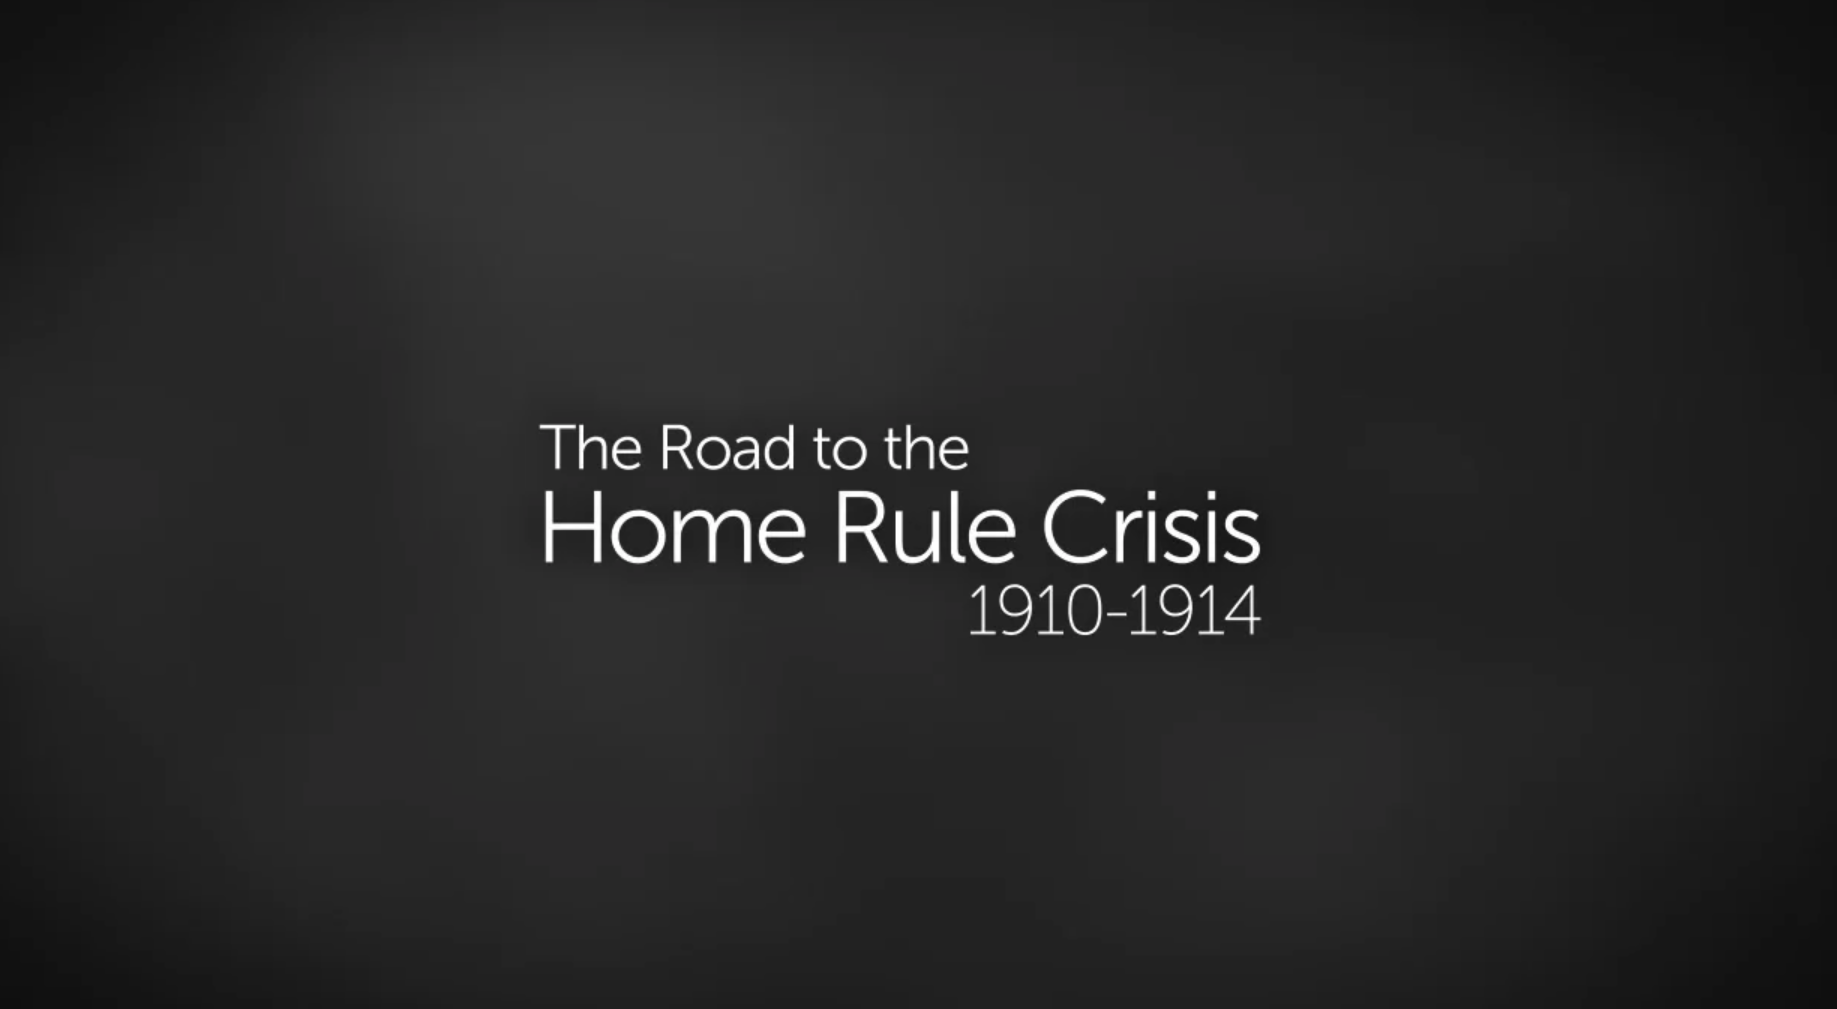 The Road to the
Home Rule Crisis
1910-1914